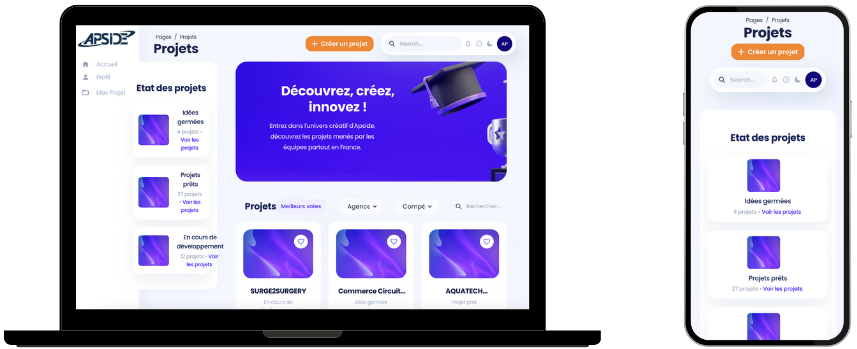 APSIDE
Accueil
Profil
Mes Projet
Pages / Projets
Projets
+ Créer un projet
Search...
AP
Etat des projets
Idées
germées
4 projets •
Voir les
projets
Projets
prêts
27 projets
• Voir les
projets
En cours de
développement
12 projets • Voir
les projets
Découvrez, créez,
innovez !
Entrez dans l'univers créatif d'Apside,
découvrez les projets menés par les
équipes partout en France.
Projets Meilleurs votes Agence Compé Rechercher...
SURGE2SURGERY
En cours de
Commerce Circuit...
Idée germée
AQUATECH...
Projet prêt
Pages / Projets
Projets
+ Créer un projet
Search...
AP
Etat des projets
Idées germées
4 projets • Voir les projets
Projets prêts
27 projets • Voir les projets